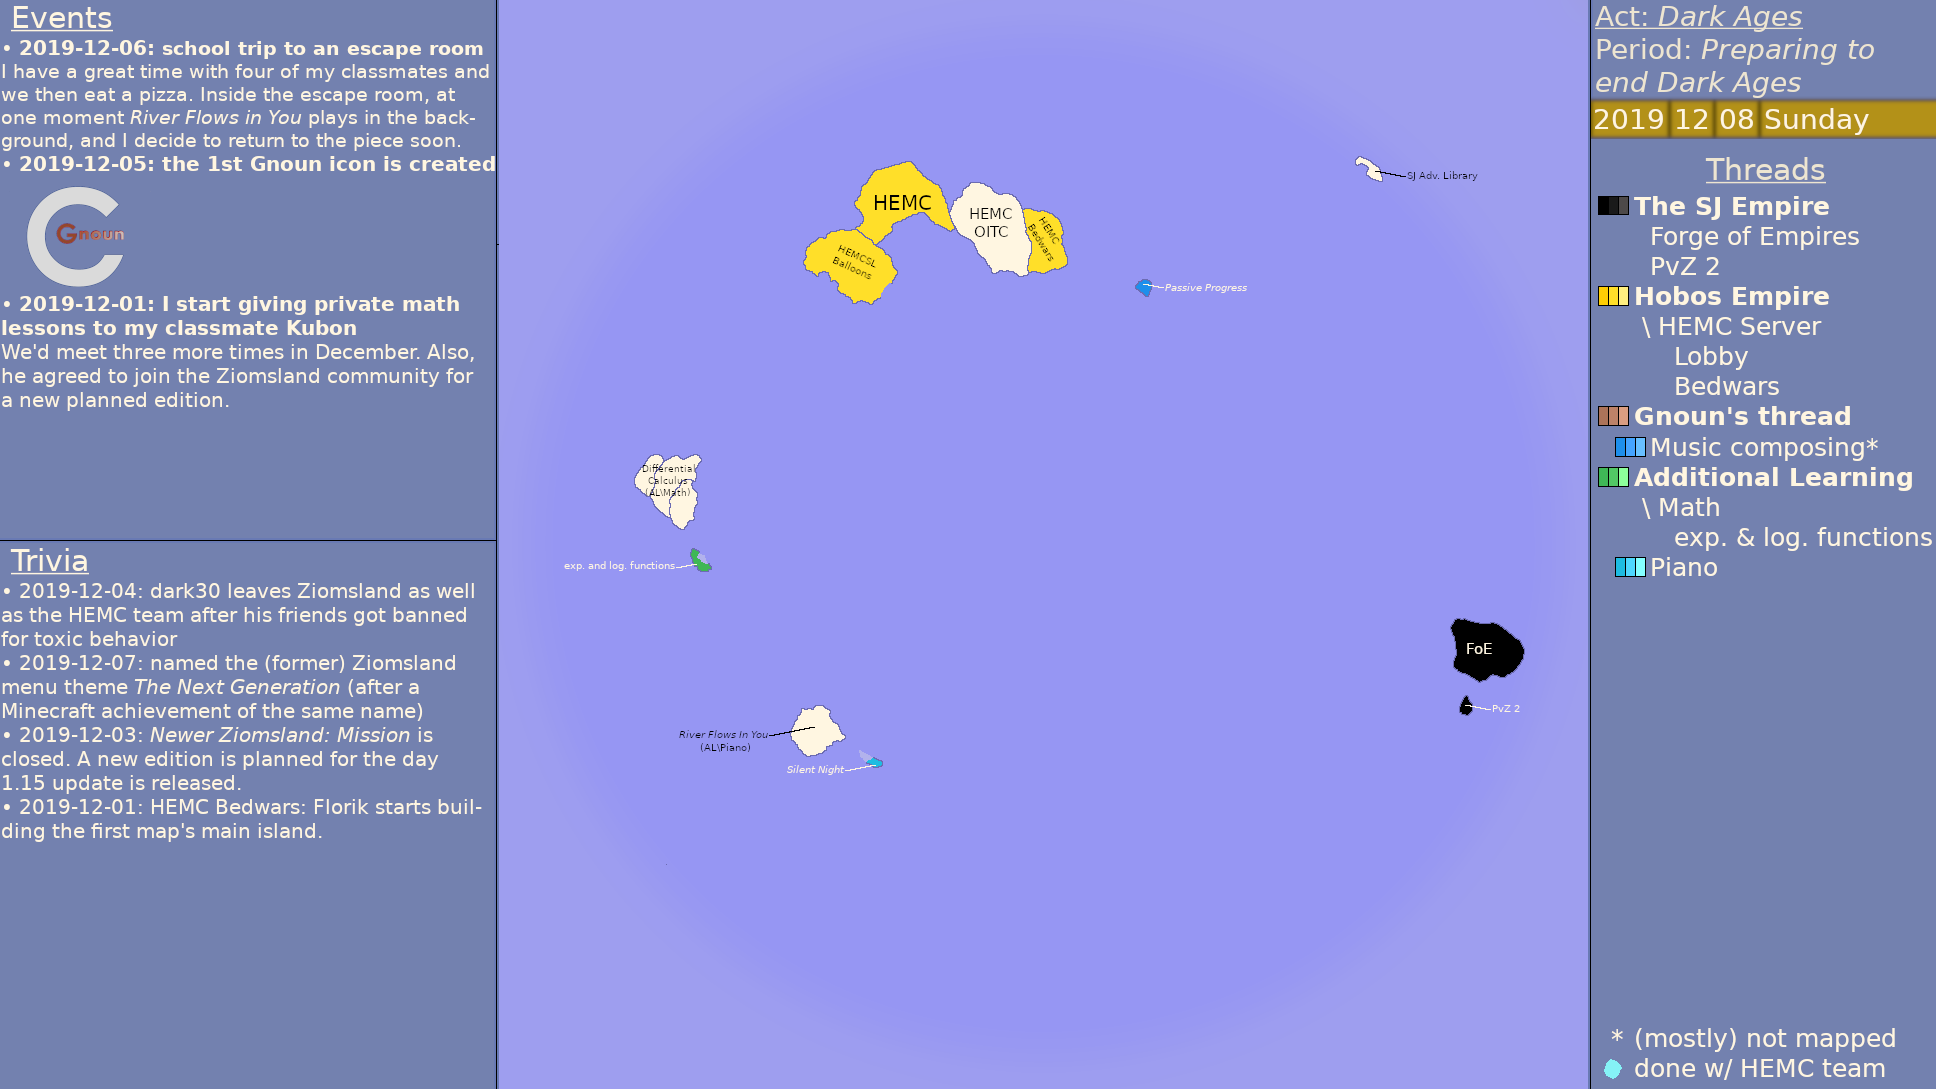 Events
• 2019-12-06: school trip to an escape room
I have a great time with four of my classmates and
we then eat a pizza. Inside the escape room, at
one moment River Flows in You plays in the back-
ground, and I decide to return to the piece soon.
• 2019-12-05: the 1st Gnoun icon is created
Gnoun
• 2019-12-01: I start giving private math
lessons to my classmate Kubon
We'd meet three more times in December. Also,
he agreed to join the Ziomsland community for
a new planned edition.
Trivia
• 2019-12-04: dark30 leaves Ziomsland as well
as the HEMC team after his friends got banned
for toxic behavior
• 2019-12-07: named the (former) Ziomsland
menu theme The Next Generation (after a
Minecraft achievement of the same name)
• 2019-12-03: Newer Ziomsland: Mission is
closed. A new edition is planned for the day
1.15 update is released.
• 2019-12-01: HEMC Bedwars: Florik starts buil-
ding the first map's main island.
HEMC
HEMC
OITC
HEMC
Bedwars
HEMCSL
Balloons
SJ Adv. Library
Passive Progress
Differential
Calculus
(AL\Math)
exp. and log. functions
FoE
PvZ 2
River Flows In You
(AL\Piano)
Silent Night
Act: Dark Ages
Period: Preparing to
end Dark Ages
2019 12 08 Sunday
Threads
The SJ Empire
Forge of Empires
PvZ 2
Hobos Empire
\ HEMC Server
Lobby
Bedwars
Gnoun's thread
Music composing*
Additional Learning
\ Math
exp. & log. functions
Piano
* (mostly) not mapped
done w/ HEMC team